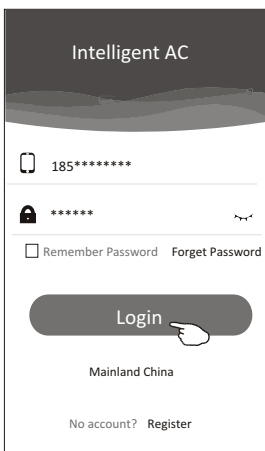 Intelligent AC
185********
******
Remember Password Forget Password
Login
Mainland China
No account? Register